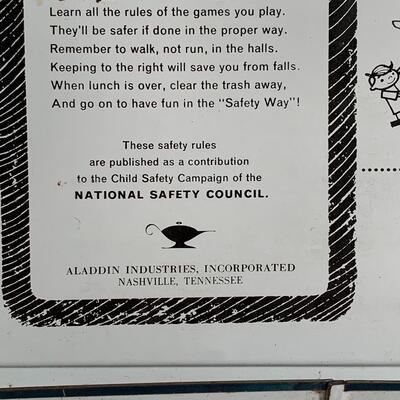 Learn all the rules of the games you play.
They'll be safer if done in the proper way.
Remember to walk, not run, in the halls.
Keeping to the right will save you from falls.
When lunch is over, clear the trash away,
And go on to have fun in the "Safety Way"!
These safety rules
are published as a contribution
to the Child Safety Campaign of the
NATIONAL SAFETY COUNCIL.
ALADDIN INDUSTRIES, INCORPORATED
NASHVILLE, TENNESSEE